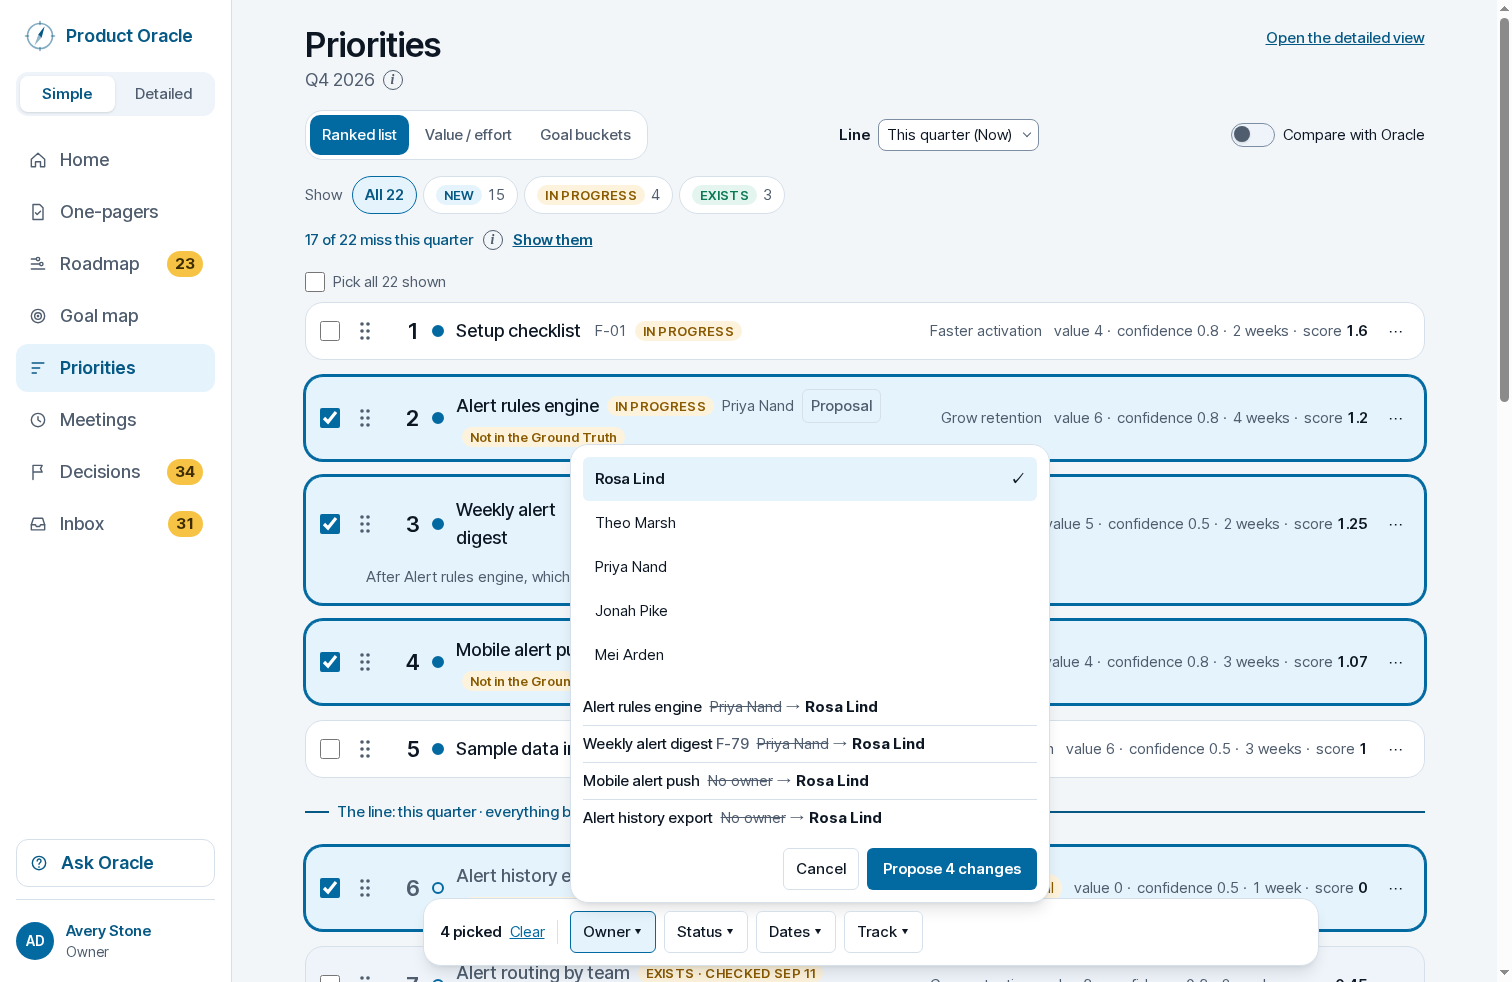 Product Oracle
Simple
Detailed
Home
One-pagers
Roadmap 23
Goal map
Priorities
Meetings
Decisions 34
Inbox 31
Ask Oracle
AD
Avery Stone
Owner
Priorities
Open the detailed view
Q4 2026 i
Ranked list
Value / effort
Goal buckets
Line This quarter (Now)
Compare with Oracle
Show All 22 NEW 15 IN PROGRESS 4 EXISTS 3
17 of 22 miss this quarter i Show them
Pick all 22 shown
1 Setup checklist F-01 IN PROGRESS Faster activation value 4 · confidence 0.8 · 2 weeks · score 1.6 ...
2 Alert rules engine IN PROGRESS Priya Nand Proposal Grow retention value 6 · confidence 0.8 · 4 weeks · score 1.2 ...
Not in the Ground Truth
3 Weekly alert digest value 5 · confidence 0.5 · 2 weeks · score 1.25 ...
After Alert rules engine, which
4 Mobile alert value 4 · confidence 0.8 · 3 weeks · score 1.07 ...
Not in the
5 Sample data value 6 · confidence 0.5 · 3 weeks · score 1 ...
The line: this quarter · everything
6 Alert history value 0 · confidence 0.5 · 1 week · score 0 ...
Alert routing by team EXISTS · CHECKED SEP 11
Rosa Lind ✓
Theo Marsh
Priya Nand
Jonah Pike
Mei Arden
Alert rules engine Priya Nand → Rosa Lind
Weekly alert digest F-79 Priya Nand → Rosa Lind
Mobile alert push No owner → Rosa Lind
Alert history export No owner → Rosa Lind
Cancel
Propose 4 changes
4 picked Clear Owner ▾ Status ▾ Dates ▾ Track ▾